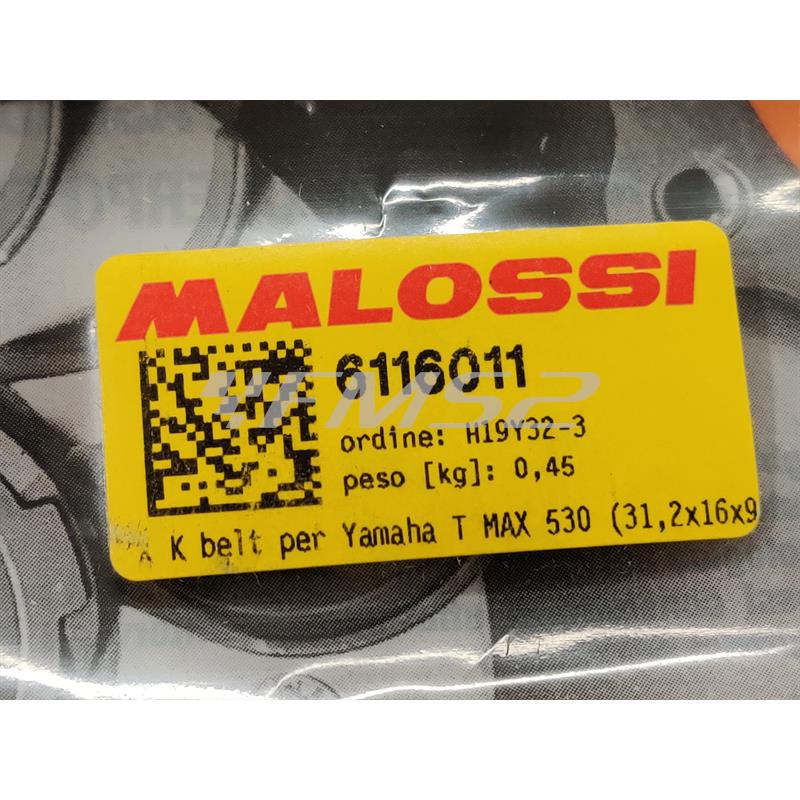 MALOSSI
6116011
ordine: H19Y32-3
peso [kg]: 0,45
K belt per Yamaha T MAX 530 (31,2x16x9